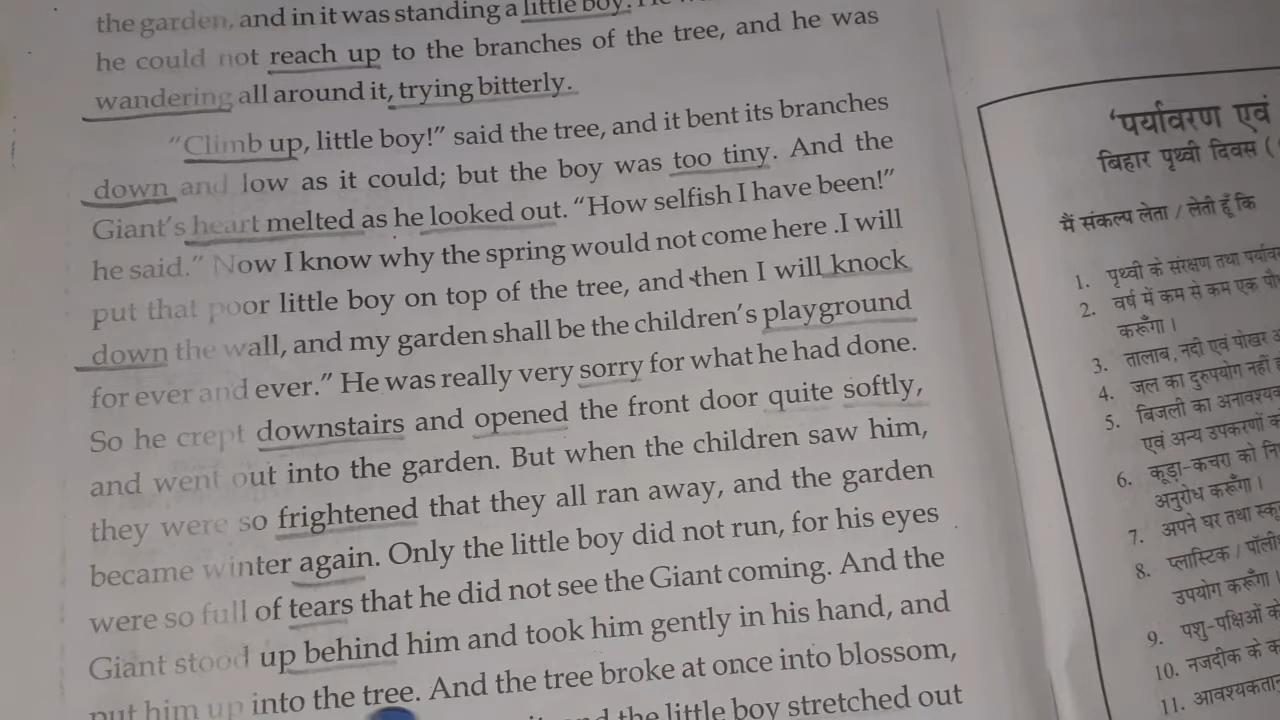 the garden, and in it was standing a little boy.
he could not reach up to the branches of the tree, and he was
wandering all around it, trying bitterly.
"Climb up, little boy!" said the tree, and it bent its branches
down and low as it could; but the boy was too tiny. And the
Giant's heart melted as he looked out. "How selfish I have been!"
he said." Now I know why the spring would not come here .I will
put that poor little boy on top of the tree, and then I will knock
down the wall, and my garden shall be the children's playground
for ever and ever." He was really very sorry for what he had done.
So he crept downstairs and opened the front door quite softly,
and went out into the garden. But when the children saw him,
they were so frightened that they all ran away, and the garden
became winter again. Only the little boy did not run, for his eyes
were so full of tears that he did not see the Giant coming. And the
Giant stood up behind him and took him gently in his hand, and
put him up into the tree. And the tree broke at once into blossom,
and the little boy stretched out
'पर्यावरण एवं
बिहार पृथ्वी दिवस (
मैं संकल्प लेता / लेती हूँ कि
1. पृथ्वी के संरक्षण तथा
2. वर्ष में कम से कम एक
करूँगा।
3. तालाब, नदी एवं पोखर
4. जल का दुरुपयोग नहीं
5. बिजली का
एवं अन्य उपकरणों
6. कूड़ा-कचरा को
अनुरोध करूँगा।
7. अपने घर तथा
8. प्लास्टिक /
उपयोग करूँगा।
9. पशु-पक्षिओं
10. नजदीक के
11.